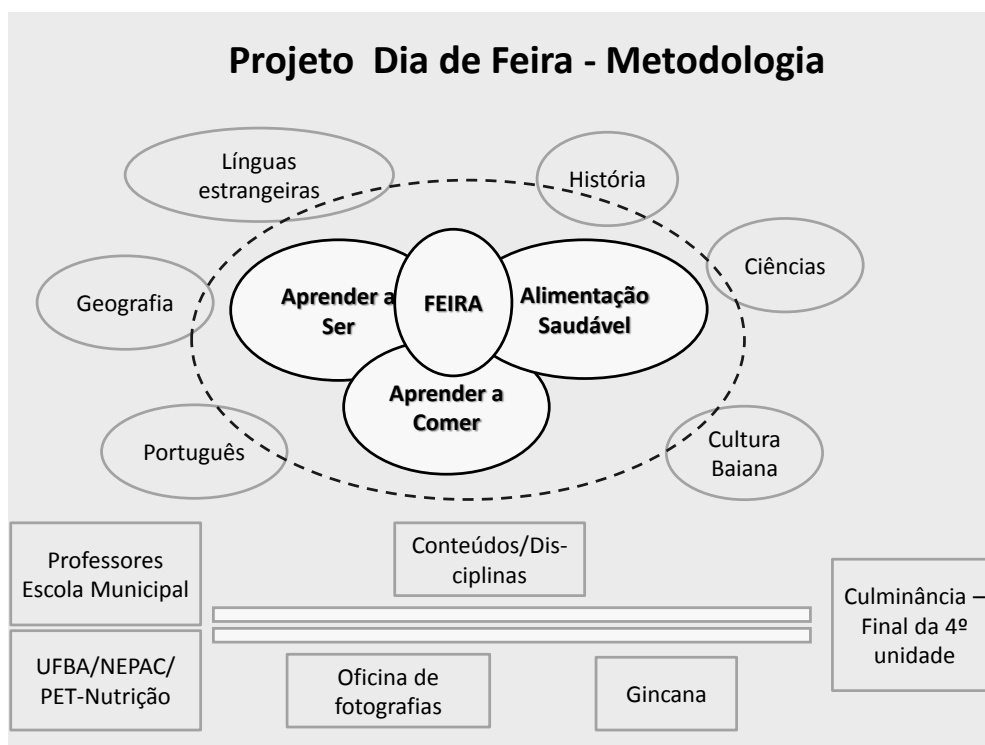 Projeto Dia de Feira - Metodologia
Línguas
estrangeiras
História
Geografia
Ciências
Aprender a
Ser
FEIRA
Alimentação
Saudável
Aprender a
Comer
Português
Cultura
Baiana
Professores
Escola Municipal
Conteúdos/Dis-
ciplinas
Culminância –
Final da 4º
unidade
UFBA/NEPAC/
PET-Nutrição
Oficina de
fotografias
Gincana